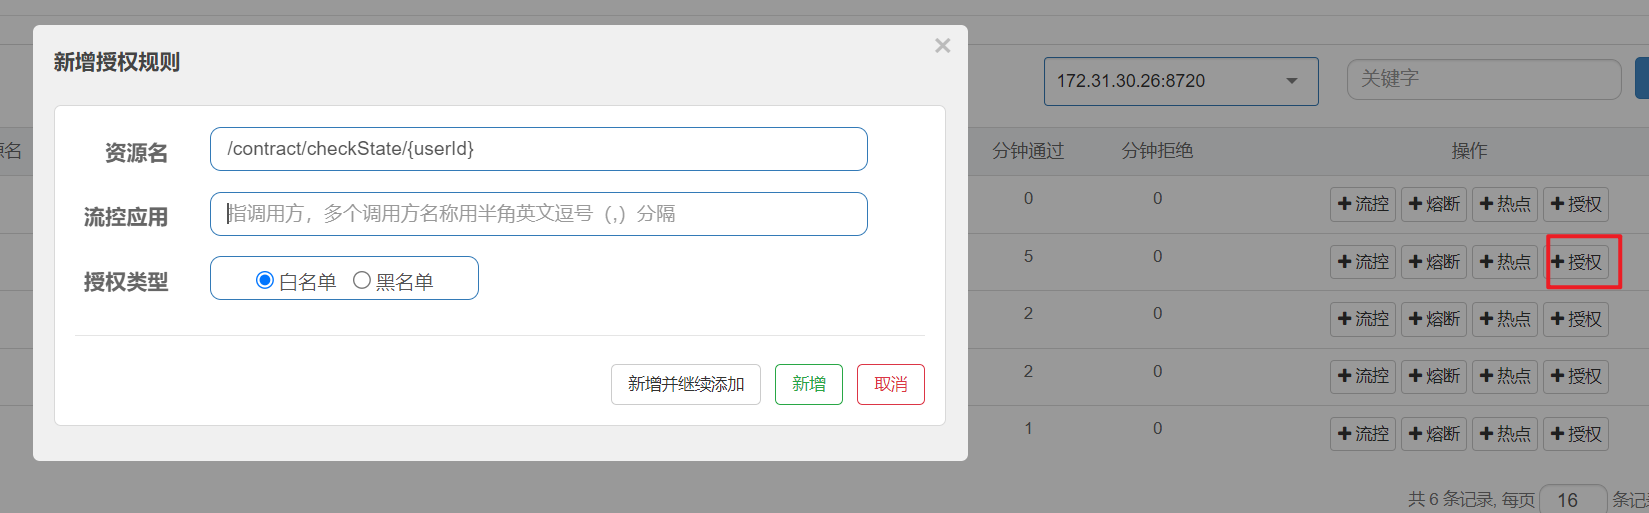 新增授权规则
×
资源名
/contract/checkState/{userId}
流控应用
指调用方，多个调用方名称用半角英文逗号（,）分隔
授权类型
白名单 黑名单
新增并继续添加 新增 取消
172.31.30.26:8720
关键字
源名 分钟通过 分钟拒绝 操作
0 0 +流控 +熔断 +热点 +授权
5 0 +流控 +熔断 +热点 +授权
2 0 +流控 +熔断 +热点 +授权
2 0 +流控 +熔断 +热点 +授权
1 0 +流控 +熔断 +热点 +授权
共 6 条记录, 每页 16 条记